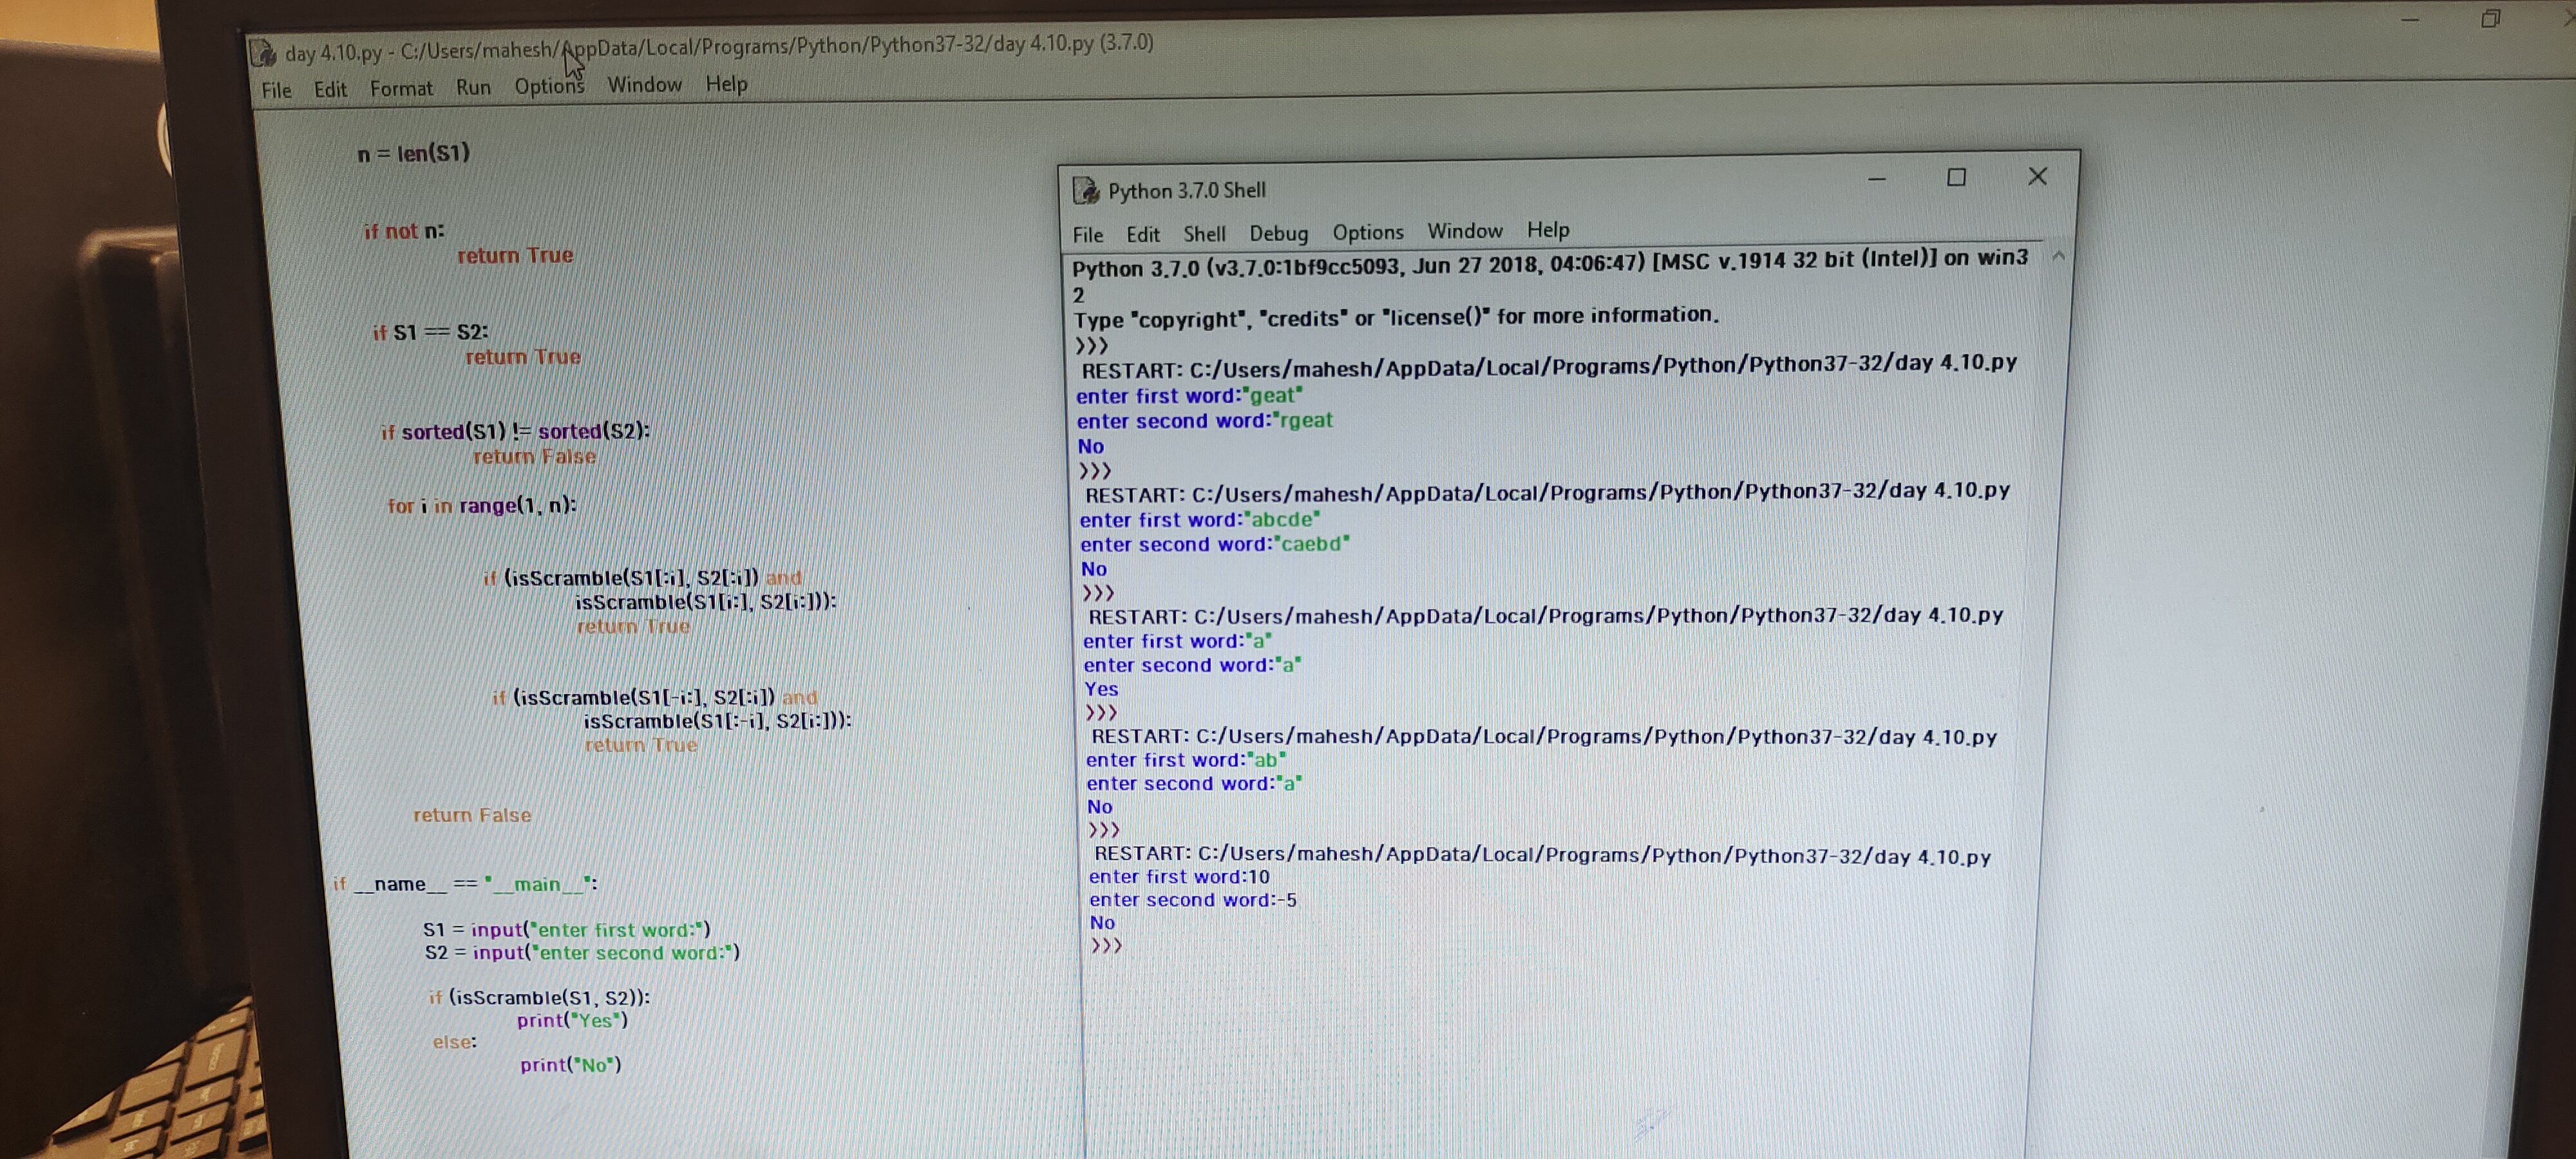 day 4.10.py - C:/Users/mahesh/AppData/Local/Programs/Python/Python37-32/day 4.10.py (3.7.0)
File Edit Format Run Options Window Help
n = len(S1)
if not n:
return True
if S1 == S2:
return True
if sorted(S1) != sorted(S2):
return False
for i in range(1, n):
if (isScramble(S1[:i], S2[:i]) and
isScramble(S1[i:], S2[i:])):
return True
if (isScramble(S1[-i:], S2[:i]) and
isScramble(S1[:-i], S2[i:])):
return True
return False
if __name__ == "__main__":
S1 = input("enter first word:")
S2 = input("enter second word:")
if (isScramble(S1, S2)):
print("Yes")
else:
print("No")
Python 3.7.0 Shell
File Edit Shell Debug Options Window Help
Python 3.7.0 (v3.7.0:1bf9cc5093, Jun 27 2018, 04:06:47) [MSC v.1914 32 bit (Intel)] on win3
2
Type "copyright", "credits" or "license()" for more information.
>>>
RESTART: C:/Users/mahesh/AppData/Local/Programs/Python/Python37-32/day 4.10.py
enter first word:"geat"
enter second word:"rgeat
No
>>>
RESTART: C:/Users/mahesh/AppData/Local/Programs/Python/Python37-32/day 4.10.py
enter first word:"abcde"
enter second word:"caebd"
No
>>>
RESTART: C:/Users/mahesh/AppData/Local/Programs/Python/Python37-32/day 4.10.py
enter first word:"a"
enter second word:"a"
Yes
>>>
RESTART: C:/Users/mahesh/AppData/Local/Programs/Python/Python37-32/day 4.10.py
enter first word:"ab"
enter second word:"a"
No
>>>
RESTART: C:/Users/mahesh/AppData/Local/Programs/Python/Python37-32/day 4.10.py
enter first word:10
enter second word:-5
No
>>>